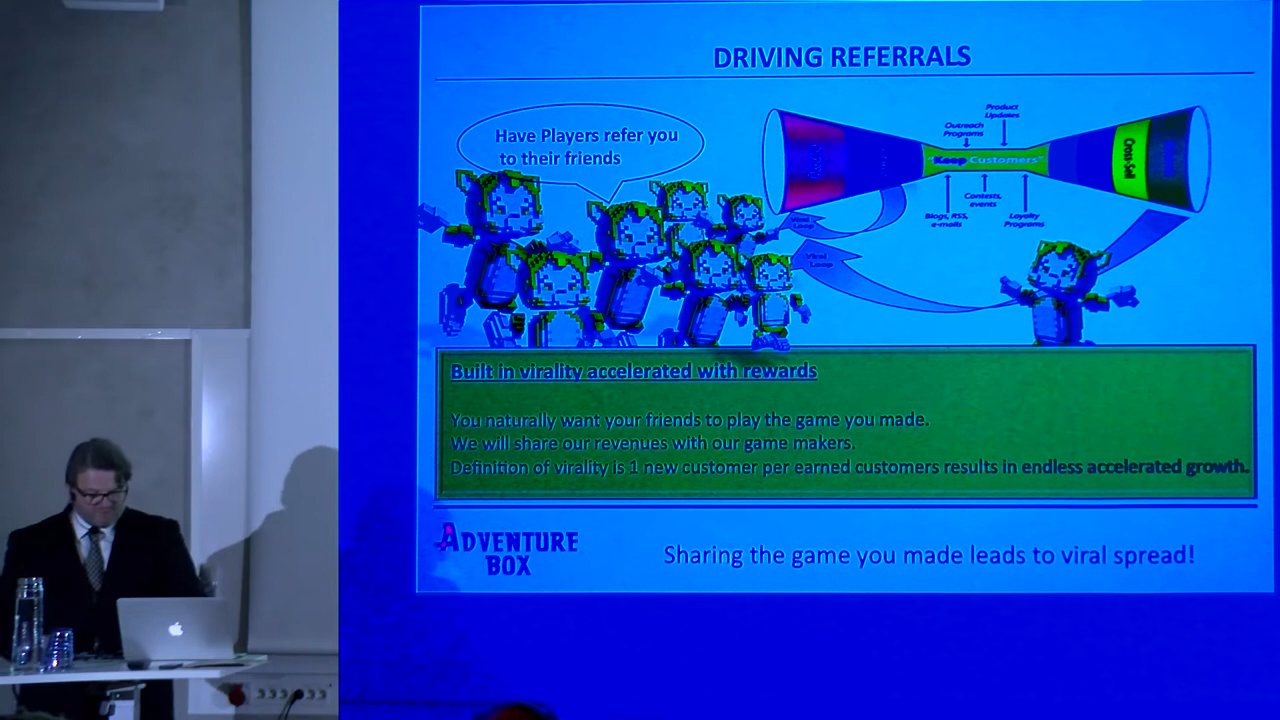 DRIVING REFERRALS
Have Players refer you
to their friends
Product
Updates
Outreach
Programs
"Keep Customers"
Cross-Sell
Contests,
events
Blogs, RSS,
e-mails
Loyalty
Programs
Viral
Loop
Viral
Loop
Built in virality accelerated with rewards
You naturally want your friends to play the game you made.
We will share our revenues with our game makers.
Definition of virality is 1 new customer per earned customers results in endless accelerated growth.
ADVENTURE
BOX
Sharing the game you made leads to viral spread!